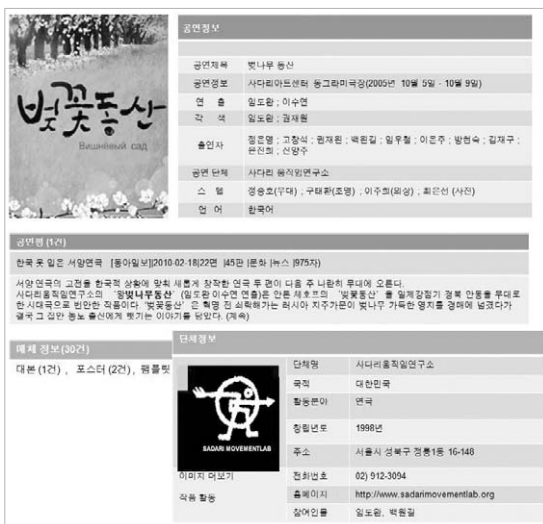 벚꽃동산
Вишнёвый сад
공연정보
공연제목 벚나무 동산
공연정보 사다리아트센터 동그라미극장(2005년 10월 5일 - 10월 9일)
연 출 임도완 ; 이수연
각 색 임도완 ; 권재원
출연자 정은영 ; 고창석 ; 권재원 ; 백원길 ; 임우철 ; 이은주 ; 방현숙 ; 김재구 ;
윤진희 ; 신양주
공연 단체 사다리 움직임연구소
스 텝 정승호(무대) , 구태환(조명) , 이주희(의상) , 최은선 (사진)
언 어 한국어
공연평 (1건)
한국 옷 입은 서양연극 [동아일보]|2010-02-18|22면 |45판 |문화 |뉴스 |975자)
서양 연극의 고전을 한국적 상황에 맞춰 새롭게 창작한 연극 두 편이 다음 주 나란히 무대에 오른다.
사다리움직임연구소의 '왕벚나무동산' (임도완 이수연 연출)은 안톤 체호프의 '벚꽃동산' 을 일제강점기 경북 안동을 무대로
한 시대극으로 번안한 작품이다. '벚꽃동산' 은 혁명 전 쇠락해가는 러시아 지주가문이 벚나무 가득한 영지를 경매에 넘겼다가
결국 그 집안 농노 출신에게 뺏기는 이야기를 담았다. (계속)
매체 정보(30건)
대본 (1건) , 포스터 (2건) , 팸플릿
단체정보
SADARI MOVEMENTLAB
이미지 더보기
작품 활동
단체명 사다리움직임연구소
국적 대한민국
활동분야 연극
창립년도 1998년
주소 서울시 성북구 정릉1동 16-148
전화번호 02) 912-3094
홈페이지 http://www.sadarimovementlab.org
참여인물 임도완, 백원길